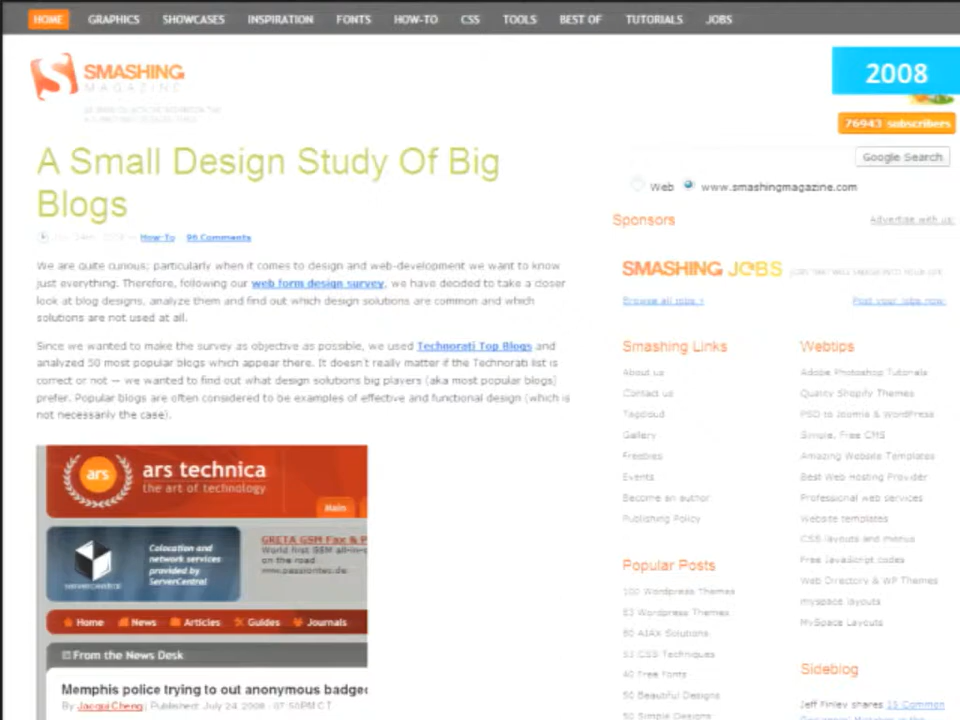 HOME GRAPHICS SHOWCASES INSPIRATION FONTS HOW-TO CSS TOOLS BEST OF TUTORIALS JOBS
SMASHING
MAGAZINE
2008
76943 subscribers
Google Search
Web www.smashingmagazine.com
A Small Design Study Of Big
Blogs
How-To 96 Comments
We are quite curious; particularly when it comes to design and web-development we want to know
just everything. Therefore, following our web form design survey, we have decided to take a closer
look at blog designs, analyze them and find out which design solutions are common and which
solutions are not used at all.
Since we wanted to make the survey as objective as possible, we used Technorati Top Blogs and
analyzed 50 most popular blogs which appear there. It doesn't really matter if the Technorati list is
correct or not — we wanted to find out what design solutions big players (aka most popular blogs)
prefer. Popular blogs are often considered to be examples of effective and functional design (which is
not necessarily the case).
ars
ars technica
the art of technology
Main
servercentral
Colocation and
network services
provided by
ServerCentral
GRETA GSM Fax & P
World first GSM all-in-
on the road
www.passiontec.de
Home News Articles Guides Journals
From the News Desk
Memphis police trying to out anonymous badge
By Jacqui Cheng | Published: July 24, 2008 - 07:50PM CT
Sponsors
Advertise with us
SMASHING JOBS
Browse all jobs
Post your jobs now
Smashing Links
About us
Contact us
Tagcloud
Gallery
Freebies
Events
Become an author
Publishing Policy
Popular Posts
100 Wordpress Themes
83 Wordpress Themes
80 AJAX Solutions
53 CSS Techniques
40 Free Fonts
50 Beautiful Designs
50 Simple Designs
Webtips
Adobe Photoshop Tutorials
Quality Shopify Themes
PSD to Joomla & WordPress
Simple, Free CMS
Amazing Website Templates
Best Web Hosting Provider
Professional web services
Website templates
CSS layouts and menus
Free JavaScript codes
Web Directory & WP Themes
myspace layouts
MySpace Layouts
Sideblog
Jeff Finley shares 15 Common